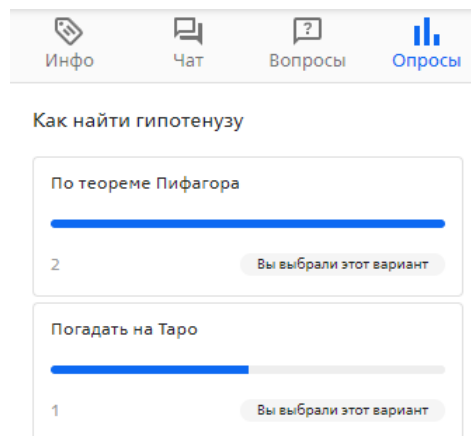 Инфо Чат Вопросы Опросы
Как найти гипотенузу
По теореме Пифагора
2 Вы выбрали этот вариант
Погадать на Таро
1 Вы выбрали этот вариант